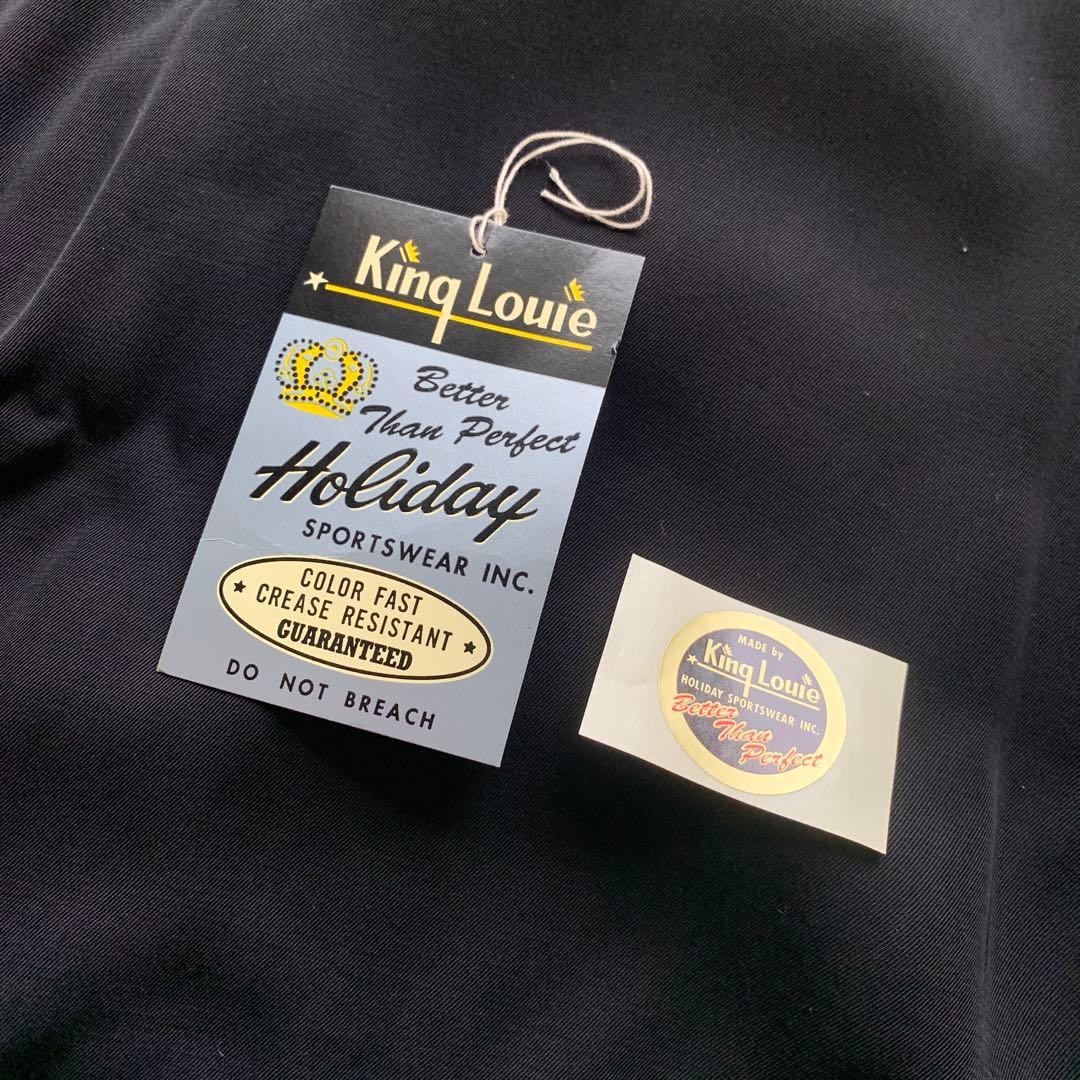 King Louie
Better
Than Perfect
Holiday
SPORTSWEAR INC.
COLOR FAST
CREASE RESISTANT
GUARANTEED
DO NOT BREACH
MADE by
King Louie
HOLIDAY SPORTSWEAR INC.
Better
Than
Perfect